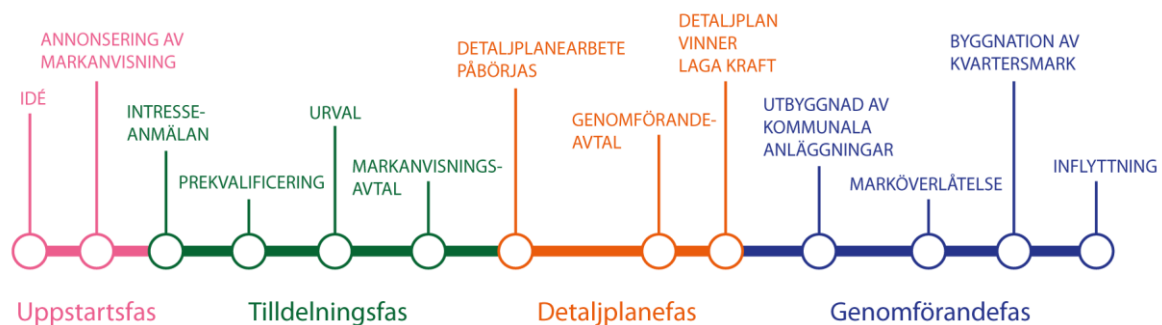 IDÉ
ANNONSERING AV
MARKANVISNING
INTRESSE-
ANMÄLAN
PREKVALIFICERING
URVAL
MARKANVISNINGS-
AVTAL
DETALJPLANEARBETE
PÅBÖRJAS
GENOMFÖRANDE-
AVTAL
DETALJPLAN
VINNER
LAGA KRAFT
UTBYGGNAD AV
KOMMUNALA
ANLÄGGNINGAR
MARKÖVERLÅTELSE
BYGGNATION AV
KVARTERSMARK
INFLYTTNING
Uppstartsfas
Tilldelningsfas
Detaljplanefas
Genomförandefas